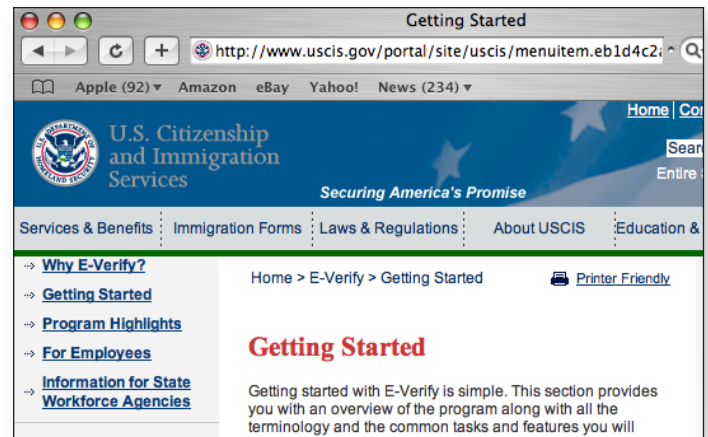 Getting Started
http://www.uscis.gov/portal/site/uscis/menuitem.eb1d4c2
Apple (92) Amazon eBay Yahoo! News (234)
Home | Con
U.S. Citizenship
and Immigration
Services
Sear
Entire
Securing America's Promise
Services & Benefits Immigration Forms Laws & Regulations About USCIS Education &
Why E-Verify?
Getting Started
Program Highlights
For Employees
Information for State
Workforce Agencies
Home > E-Verify > Getting Started Printer Friendly
Getting Started
Getting started with E-Verify is simple. This section provides
you with an overview of the program along with all the
terminology and the common tasks and features you will